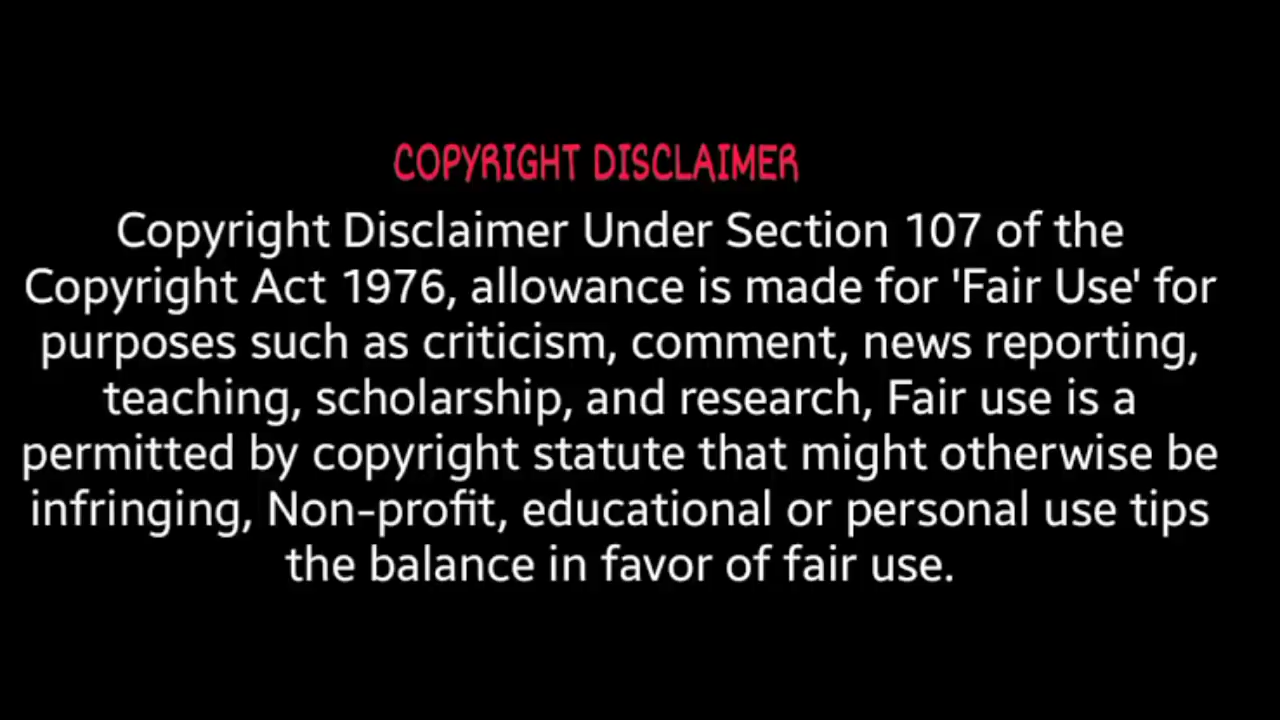 COPYRIGHT DISCLAIMER
Copyright Disclaimer Under Section 107 of the
Copyright Act 1976, allowance is made for 'Fair Use' for
purposes such as criticism, comment, news reporting,
teaching, scholarship, and research, Fair use is a
permitted by copyright statute that might otherwise be
infringing, Non-profit, educational or personal use tips
the balance in favor of fair use.